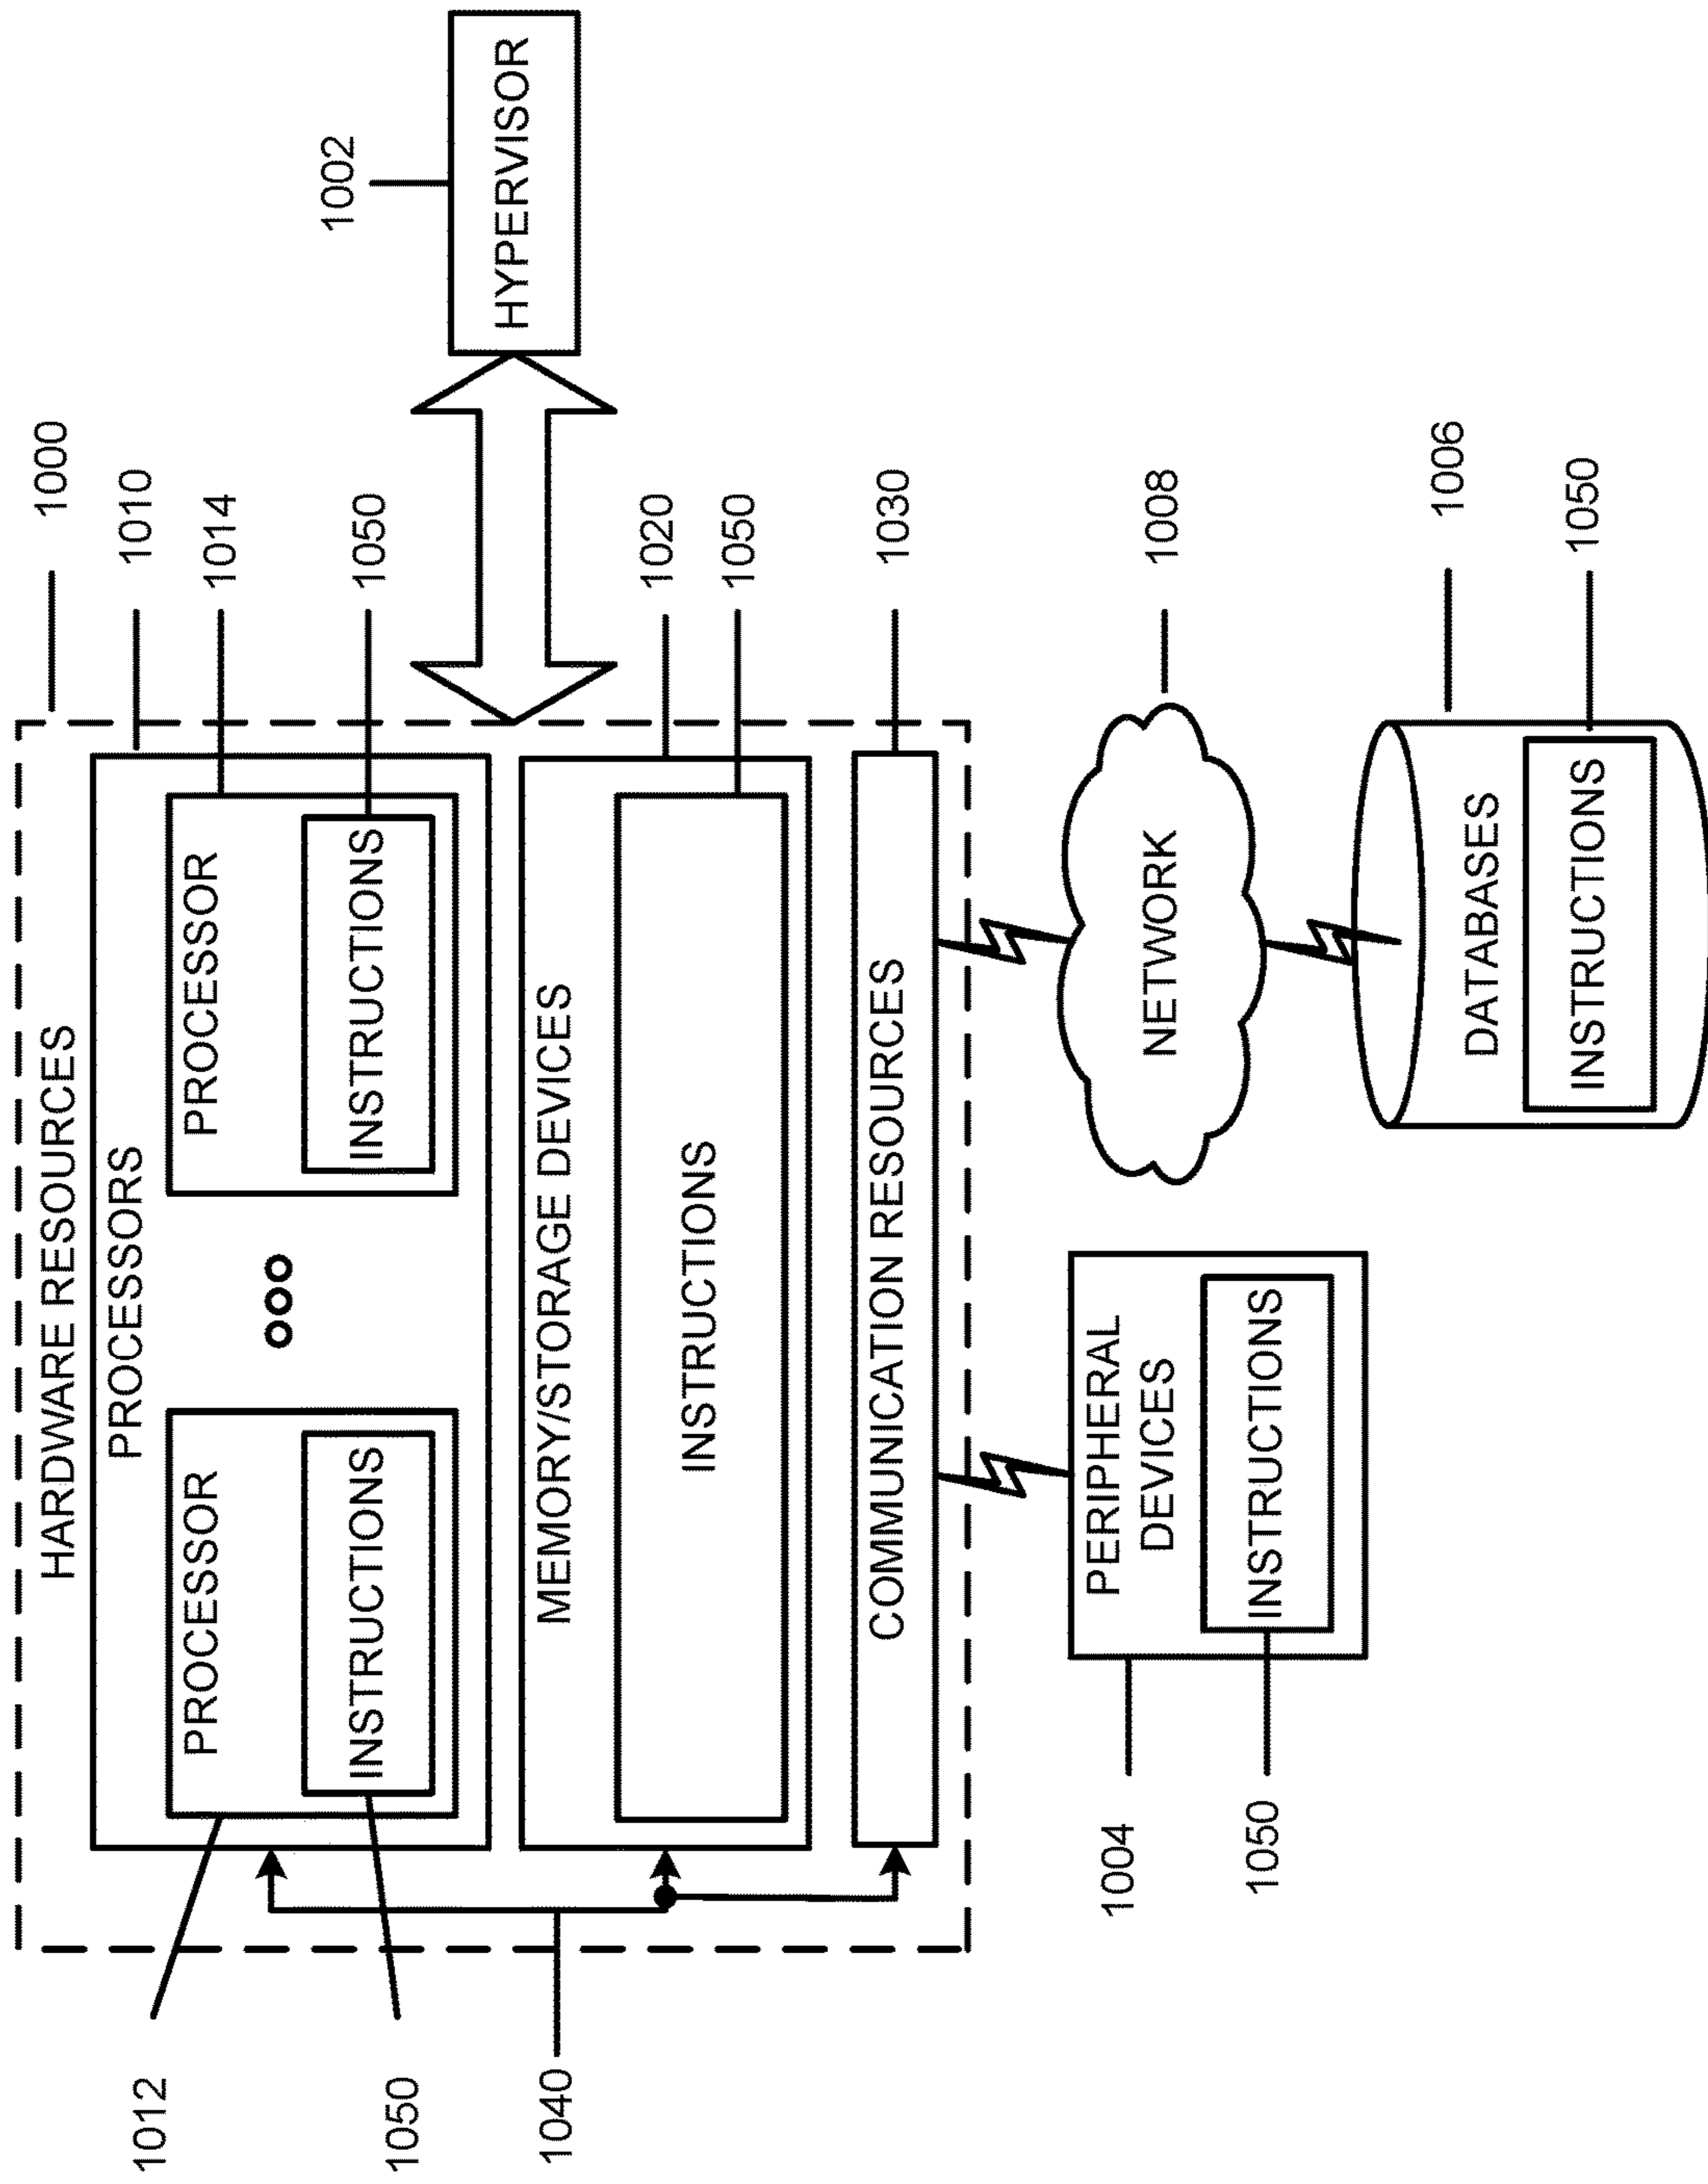 HARDWARE RESOURCES
1000
PROCESSORS
1010
1012
PROCESSOR
PROCESSOR
1014
1050
INSTRUCTIONS
INSTRUCTIONS
1050
1002
HYPERVISOR
1040
MEMORY/STORAGE DEVICES
1020
INSTRUCTIONS
1050
COMMUNICATION RESOURCES
1030
1004
PERIPHERAL
DEVICES
1050
INSTRUCTIONS
NETWORK
1008
DATABASES
1006
INSTRUCTIONS
1050